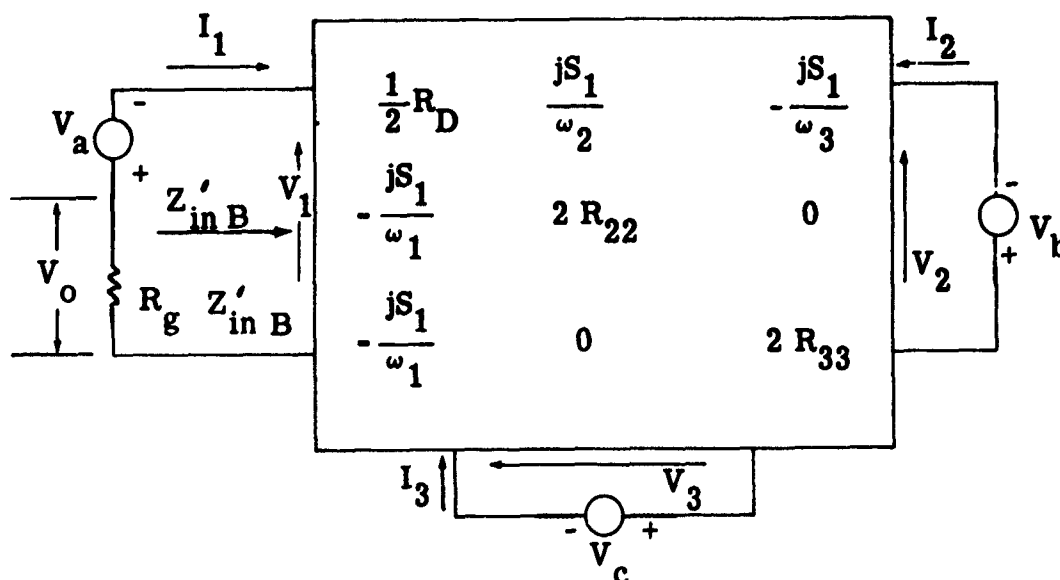 I_1
I_2
1/2 R_D jS_1/ω_2 - jS_1/ω_3
V_a - +
V_1
Z'_in B
- jS_1/ω_1 2 R_22 0
- + V_b
V_2
V_o
R_g Z'_in B
- jS_1/ω_1 0 2 R_33
I_3
V_3
- +
V_c